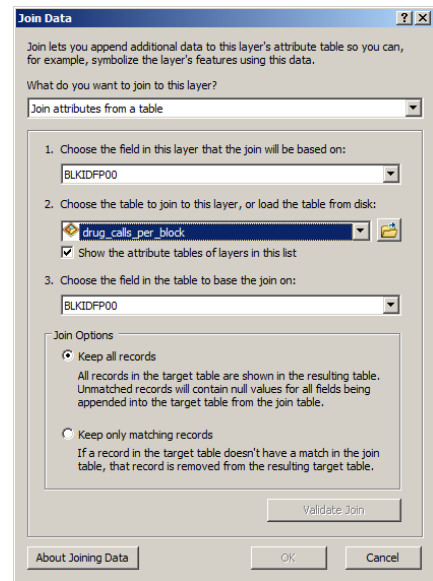 Join Data
Join lets you append additional data to this layer's attribute table so you can,
for example, symbolize the layer's features using this data.
What do you want to join to this layer?
Join attributes from a table
1. Choose the field in this layer that the join will be based on:
BLKIDFP00
2. Choose the table to join to this layer, or load the table from disk:
drug_calls_per_block
Show the attribute tables of layers in this list
3. Choose the field in the table to base the join on:
BLKIDFP00
Join Options
Keep all records
All records in the target table are shown in the resulting table.
Unmatched records will contain null values for all fields being
appended into the target table from the join table.
Keep only matching records
If a record in the target table doesn't have a match in the join
table, that record is removed from the resulting target table.
Validate Join
About Joining Data
OK
Cancel